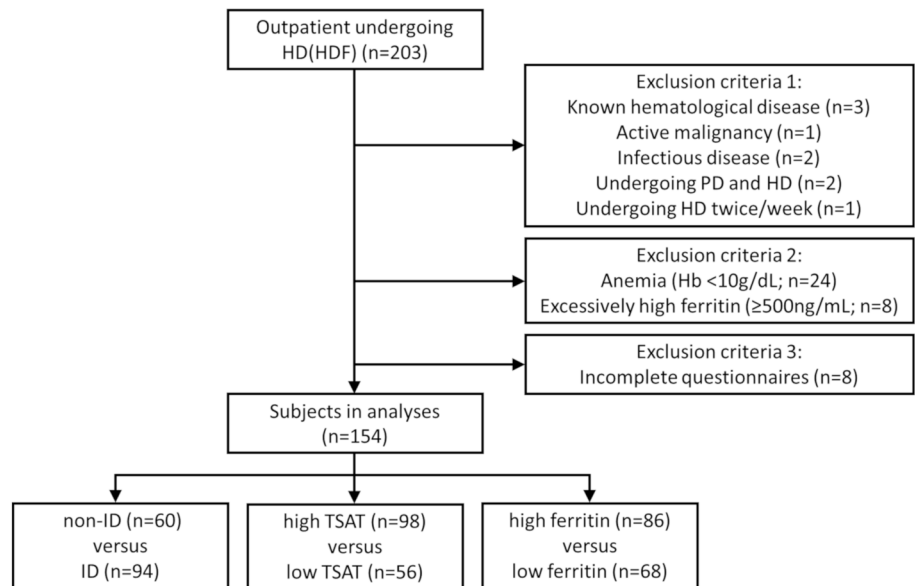 Outpatient undergoing
HD(HDF) (n=203)
Exclusion criteria 1:
Known hematological disease (n=3)
Active malignancy (n=1)
Infectious disease (n=2)
Undergoing PD and HD (n=2)
Undergoing HD twice/week (n=1)
Exclusion criteria 2:
Anemia (Hb <10g/dL; n=24)
Excessively high ferritin (≥500ng/mL; n=8)
Exclusion criteria 3:
Incomplete questionnaires (n=8)
Subjects in analyses
(n=154)
non-ID (n=60)
versus
ID (n=94)
high TSAT (n=98)
versus
low TSAT (n=56)
high ferritin (n=86)
versus
low ferritin (n=68)